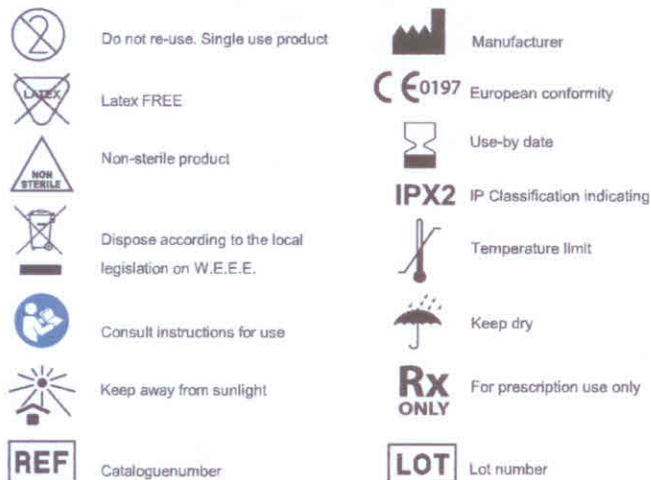 2
Do not re-use. Single use product
LATEX
Latex FREE
NON
STERILE
Non-sterile product
Dispose according to the local
legislation on W.E.E.E.
Consult instructions for use
Keep away from sunlight
REF
Cataloguenumber
Manufacturer
CE0197
European conformity
Use-by date
IPX2
IP Classification indicating
Temperature limit
Keep dry
Rx
ONLY
For prescription use only
LOT
Lot number